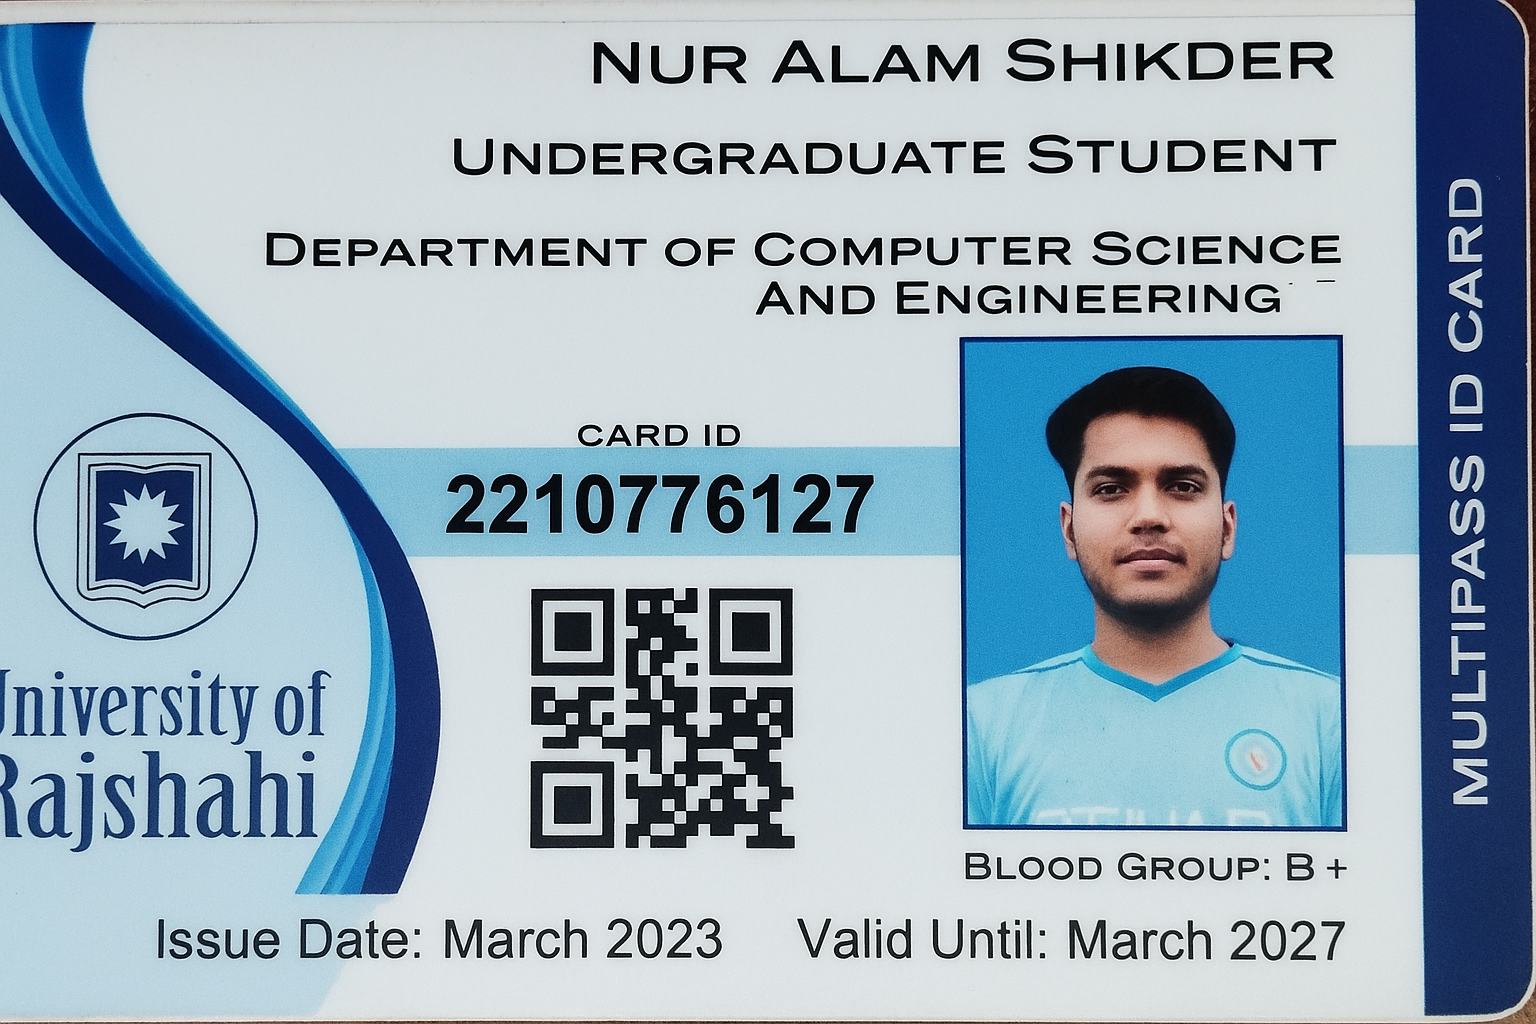 NUR ALAM SHIKDER
UNDERGRADUATE STUDENT
DEPARTMENT OF COMPUTER SCIENCE
AND ENGINEERING
CARD ID
2210776127
University of
Rajshahi
BLOOD GROUP: B +
Issue Date: March 2023 Valid Until: March 2027
MULTIPASS ID CARD